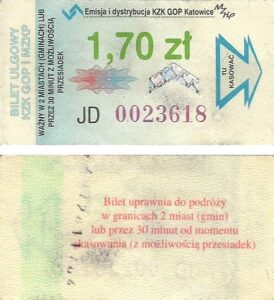 Emisja i dystrybucja KZK GOP Katowice
MZKP
BILET ULGOWY
KZK GOP i MZKP
WAŻNY W 2 MIASTACH (GMINACH) LUB
PRZEZ 30 MINUT Z MOŻLIWOŚCIĄ
PRZESIADEK
1,70 zł
JD 0023618
TU
KASOWAĆ
Bilet uprawnia do podróży
w granicach 2 miast (gmin)
lub przez 30 minut od momentu
skasowania (z możliwością przesiadek)